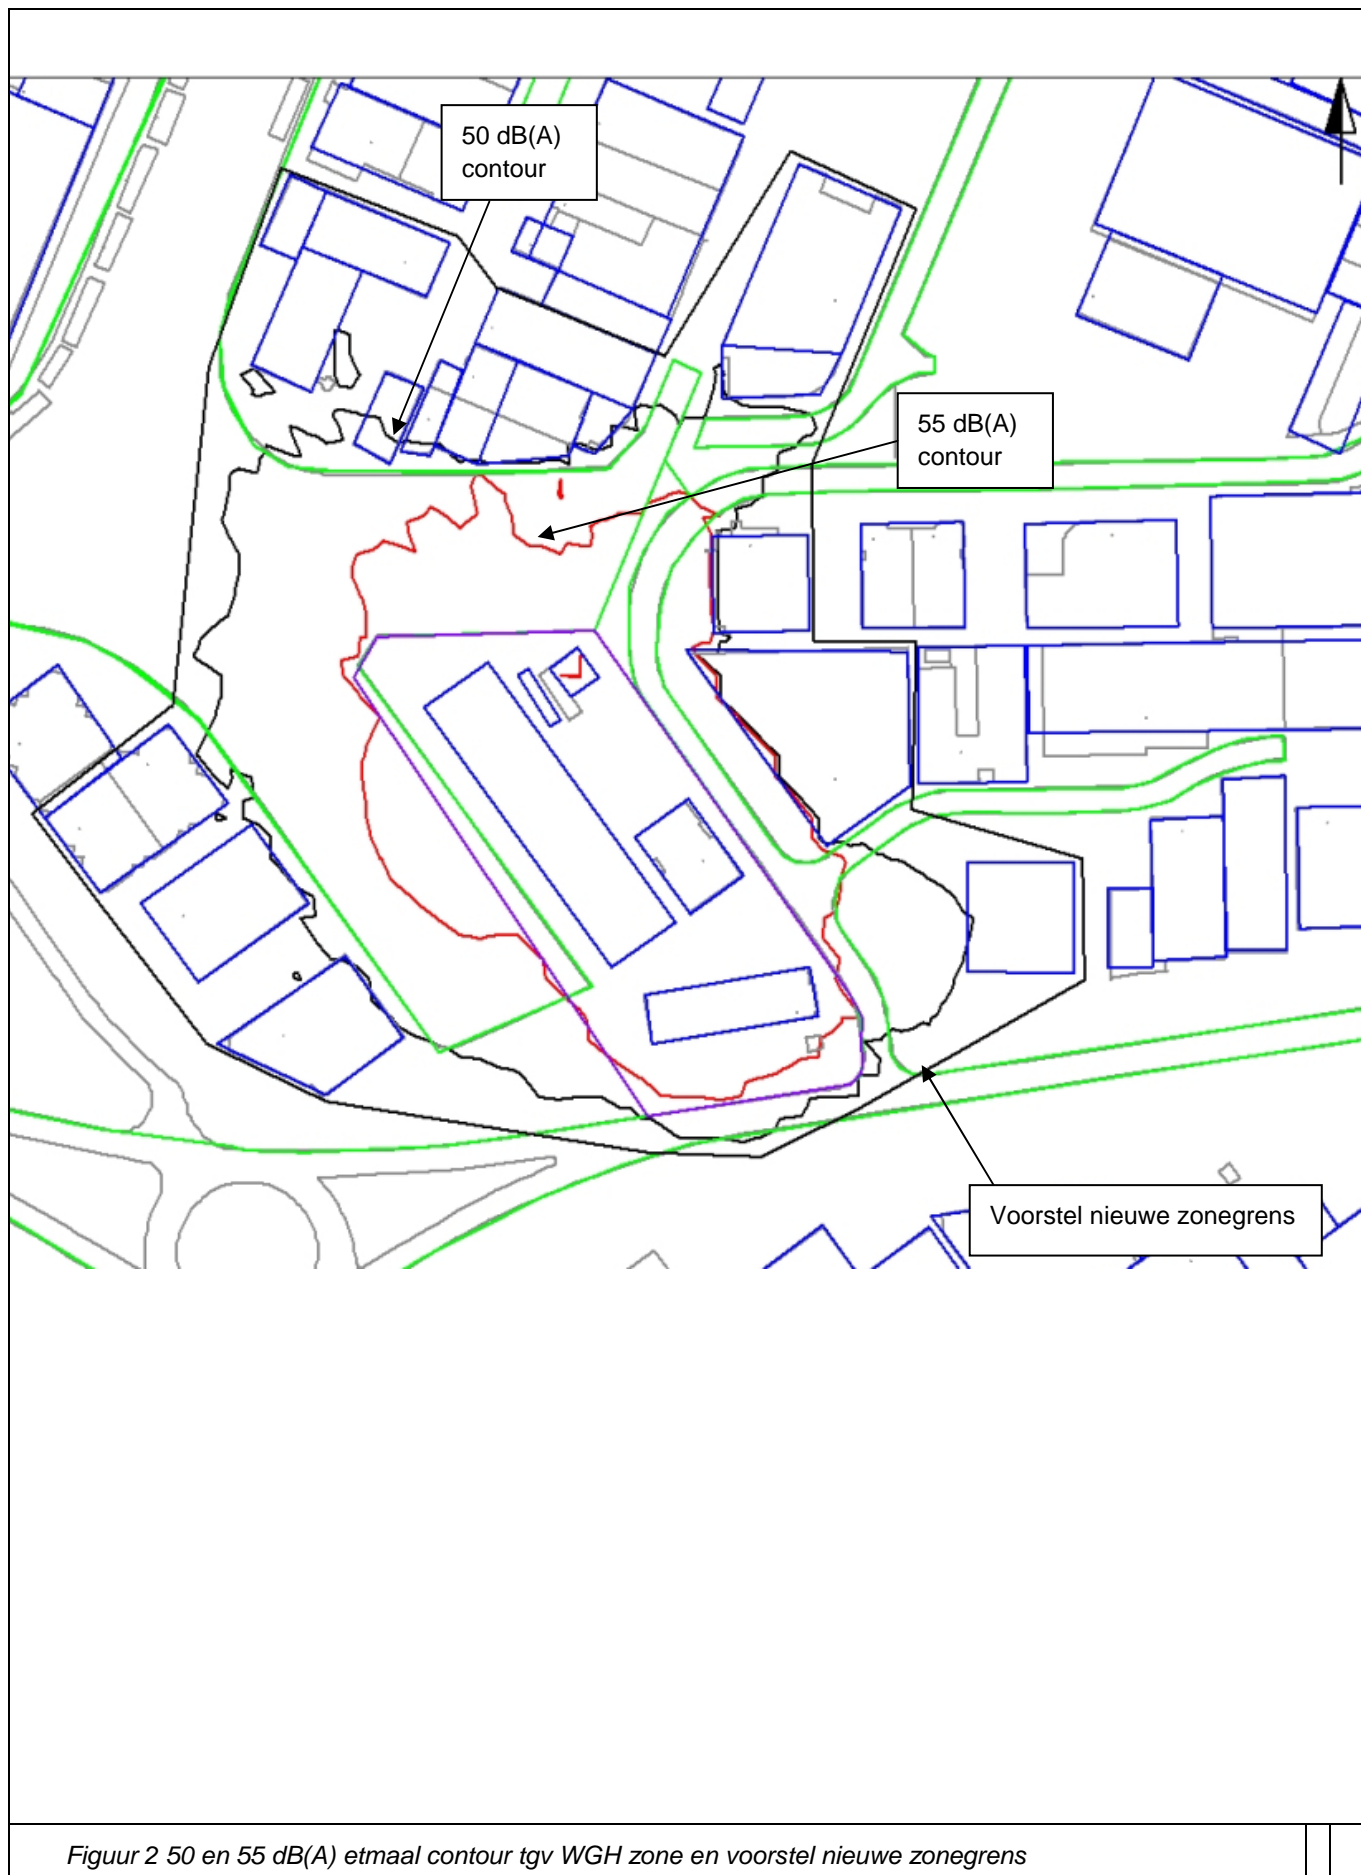 50 dB(A)
contour
55 dB(A)
contour
Voorstel nieuwe zonegrens
Figuur 2 50 en 55 dB(A) etmaal contour tgv WGH zone en voorstel nieuwe zonegrens